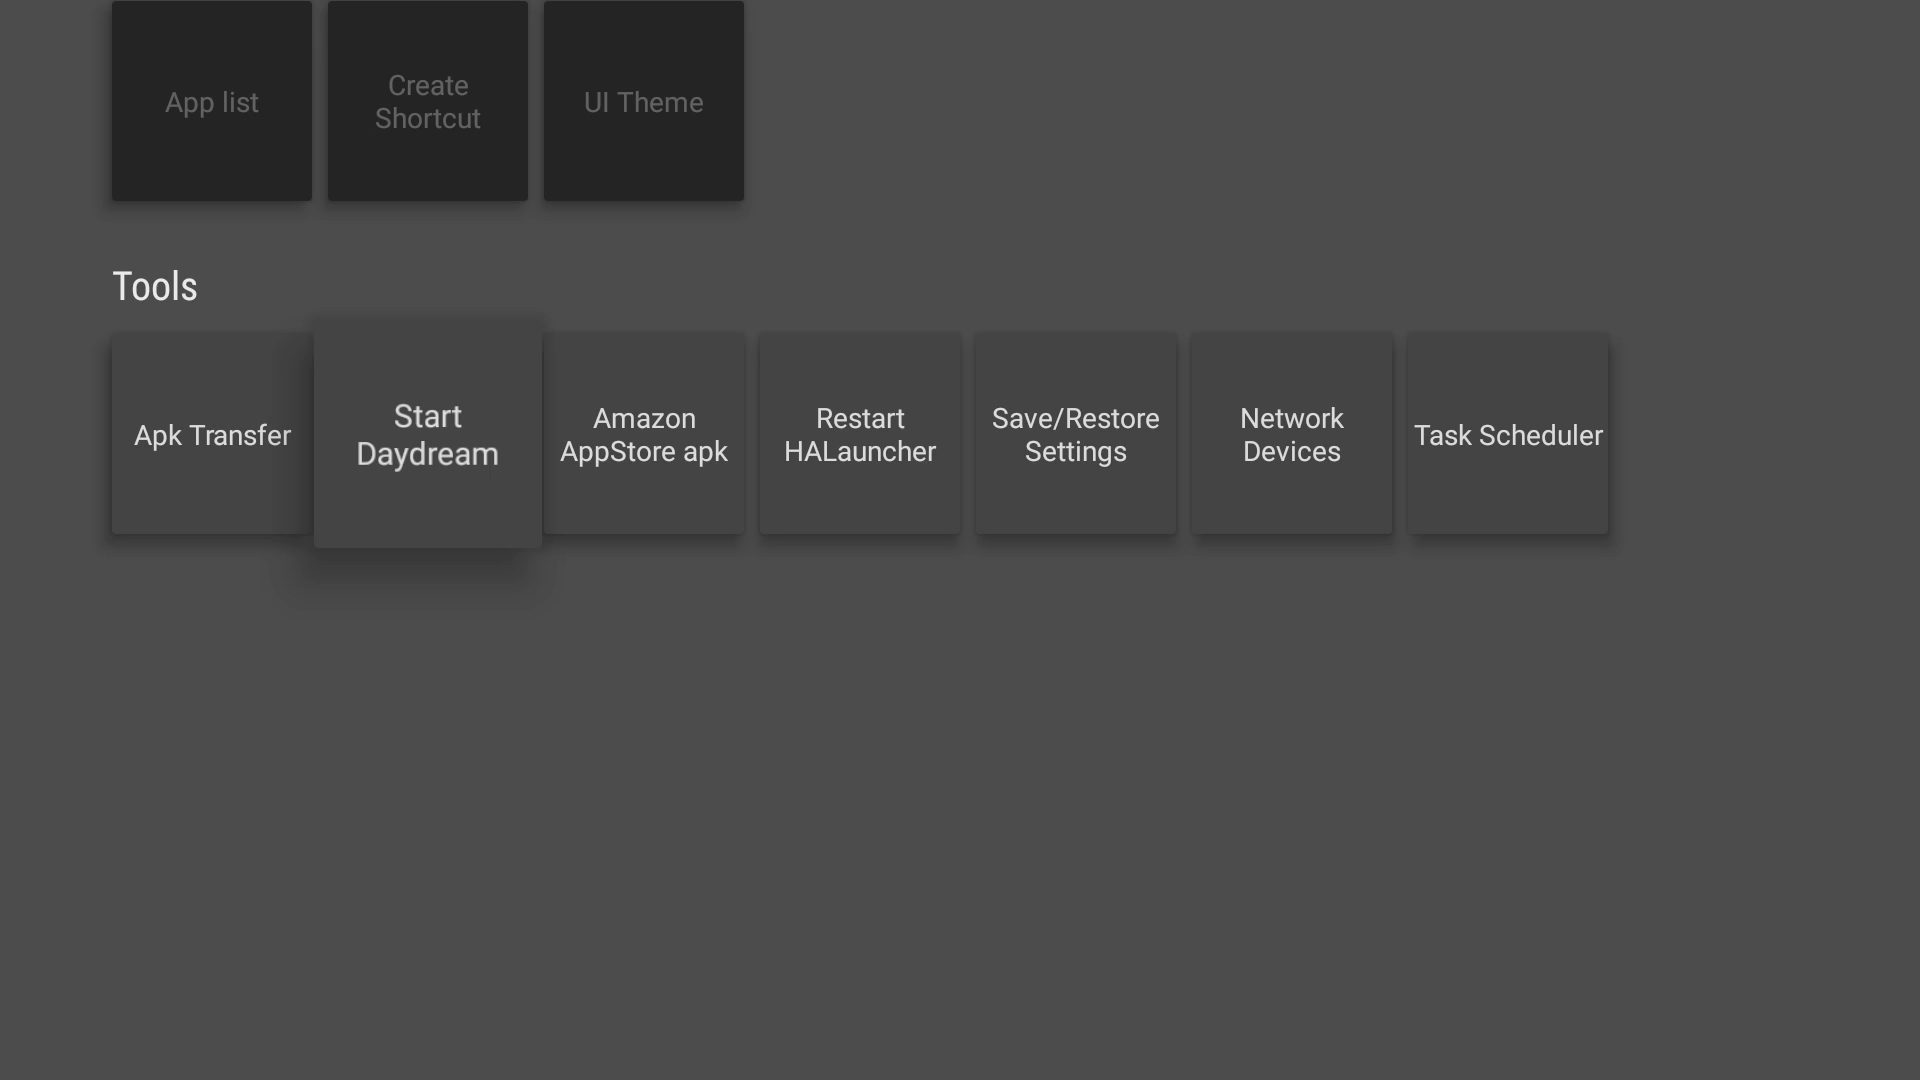 App list
Create
Shortcut
UI Theme
Tools
Apk Transfer
Start
Daydream
Amazon
AppStore apk
Restart
HALauncher
Save/Restore
Settings
Network
Devices
Task Scheduler